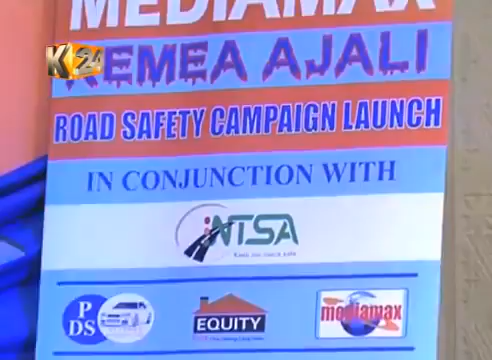 MEDIAMAX
K24
KEMEA AJALI
ROAD SAFETY CAMPAIGN LAUNCH
IN CONJUNCTION WITH
NTSA
PDS
EQUITY
mediamax